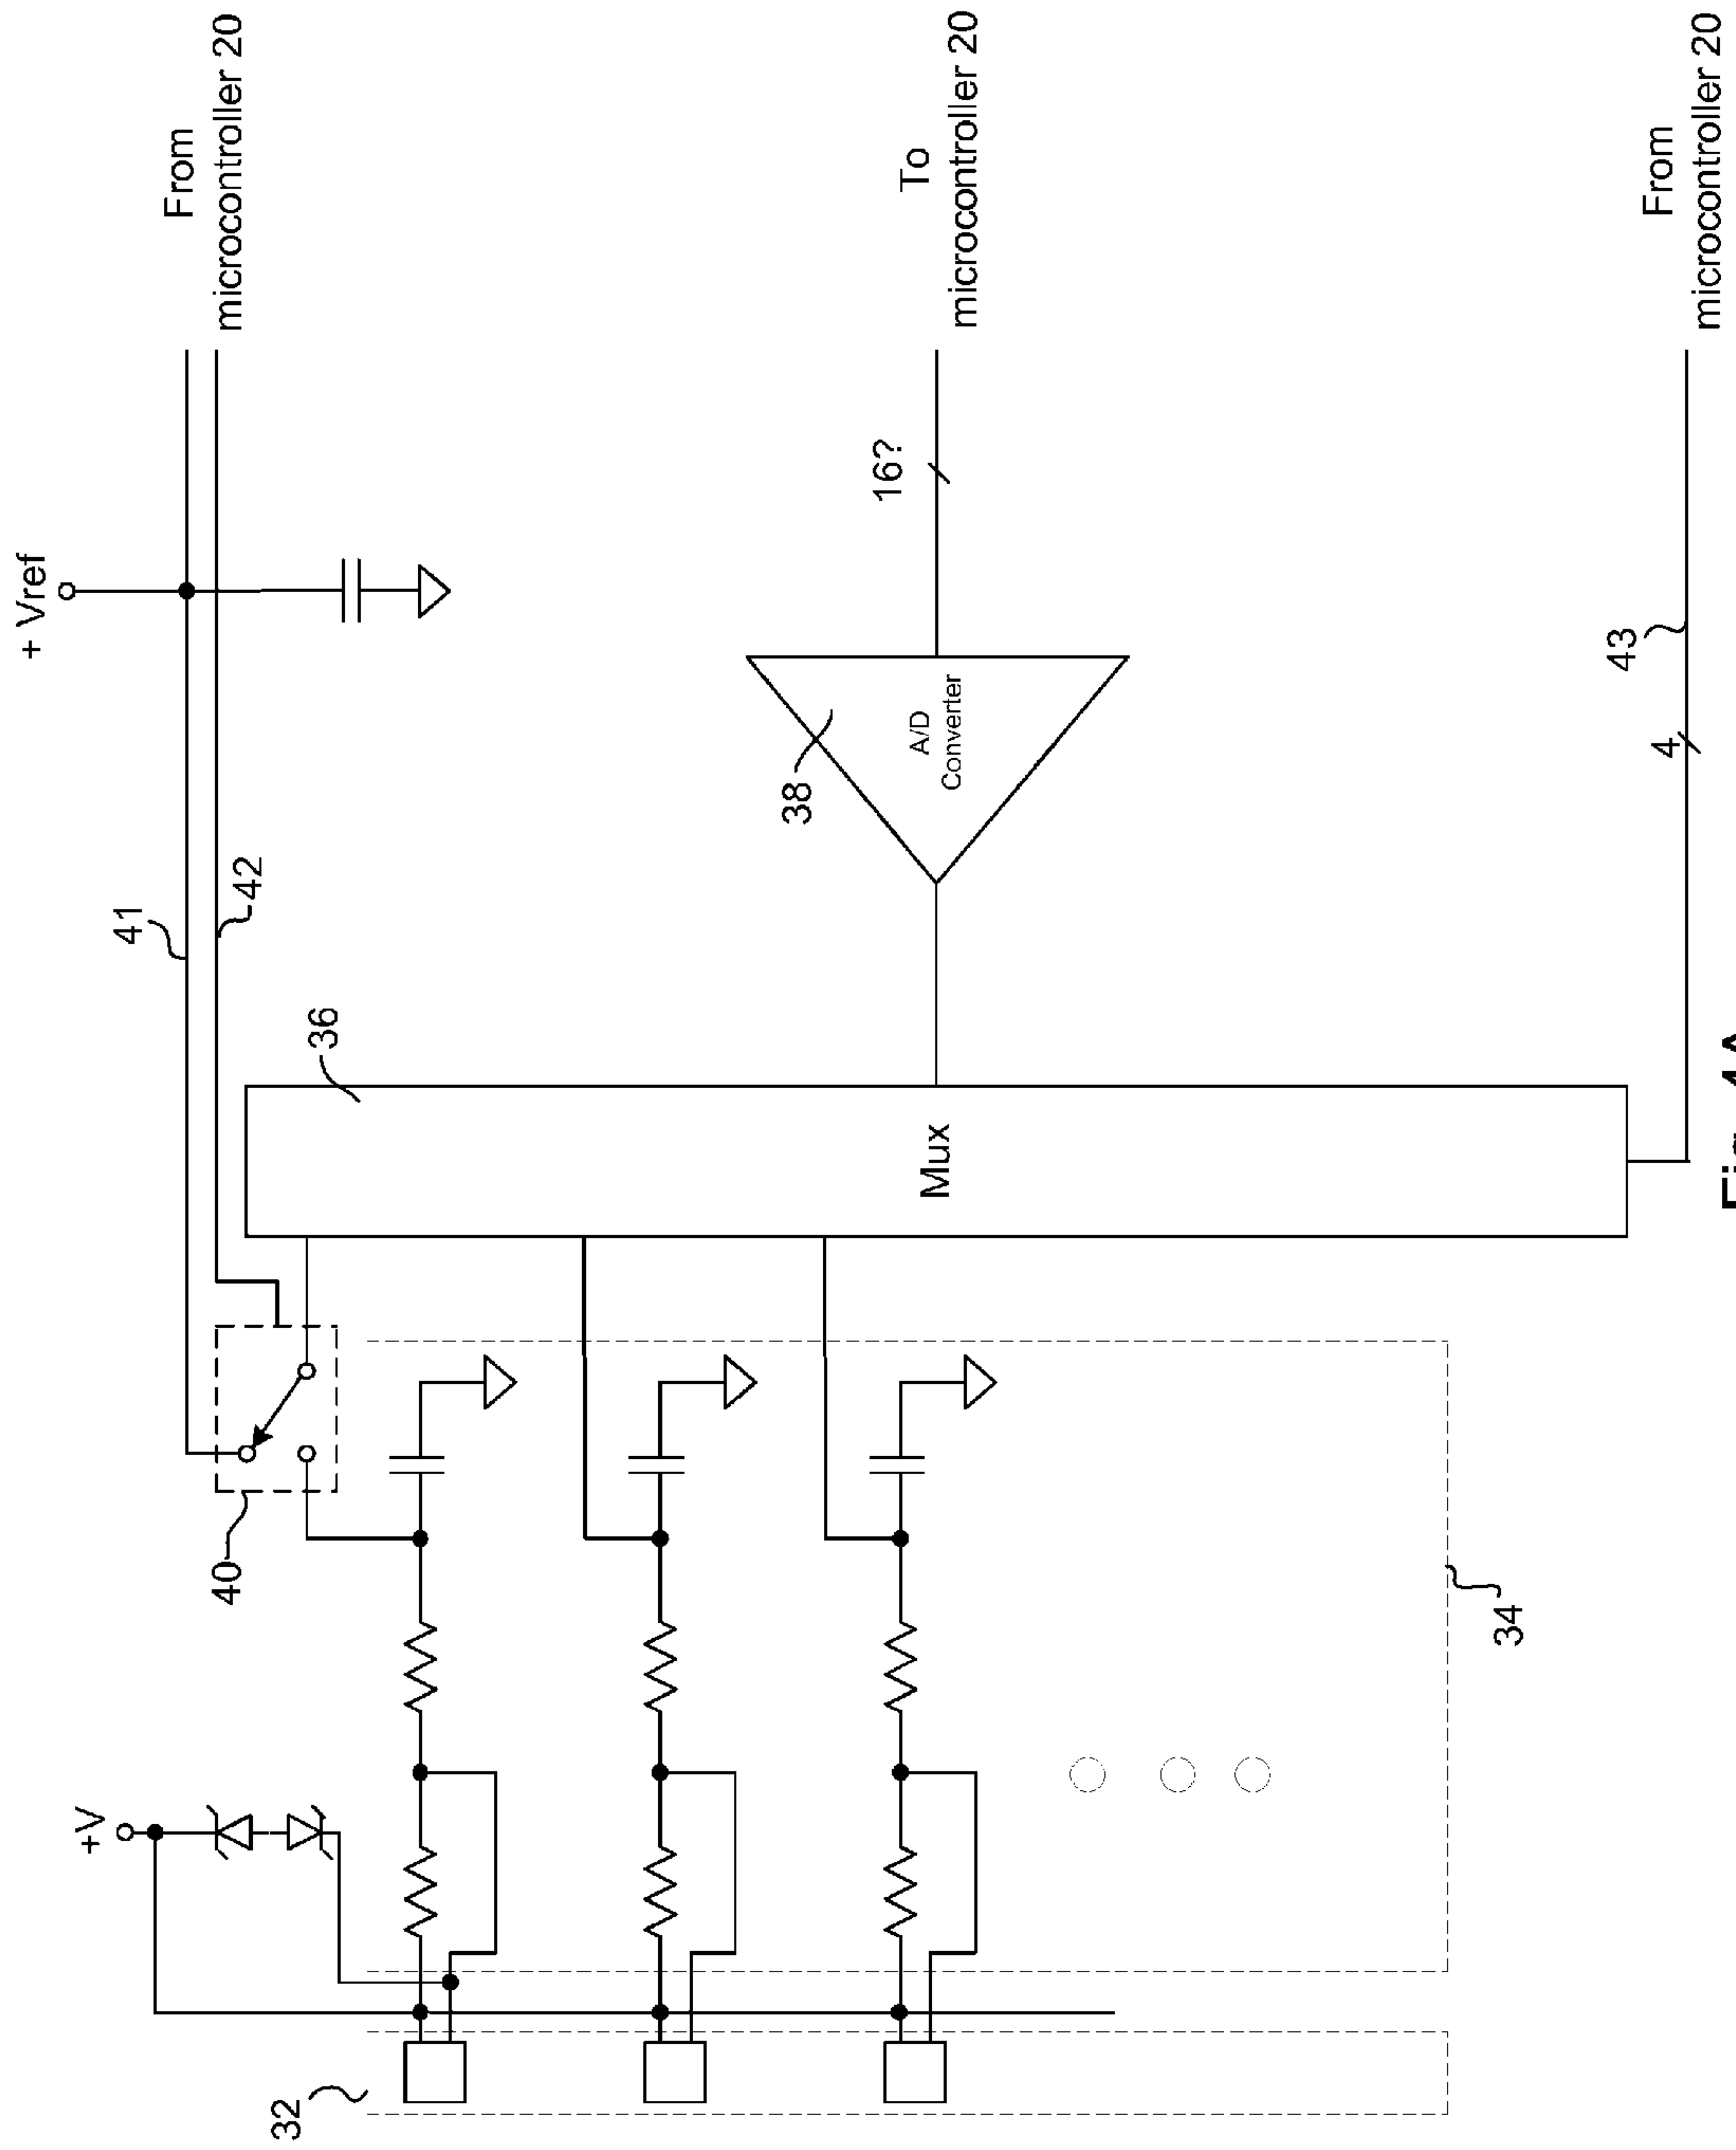 + Vref
From
microcontroller 20
+V
41
42
40
36
32
38
A/D
Converter
16?
To
microcontroller 20
Mux
34
43
4
From
microcontroller 20